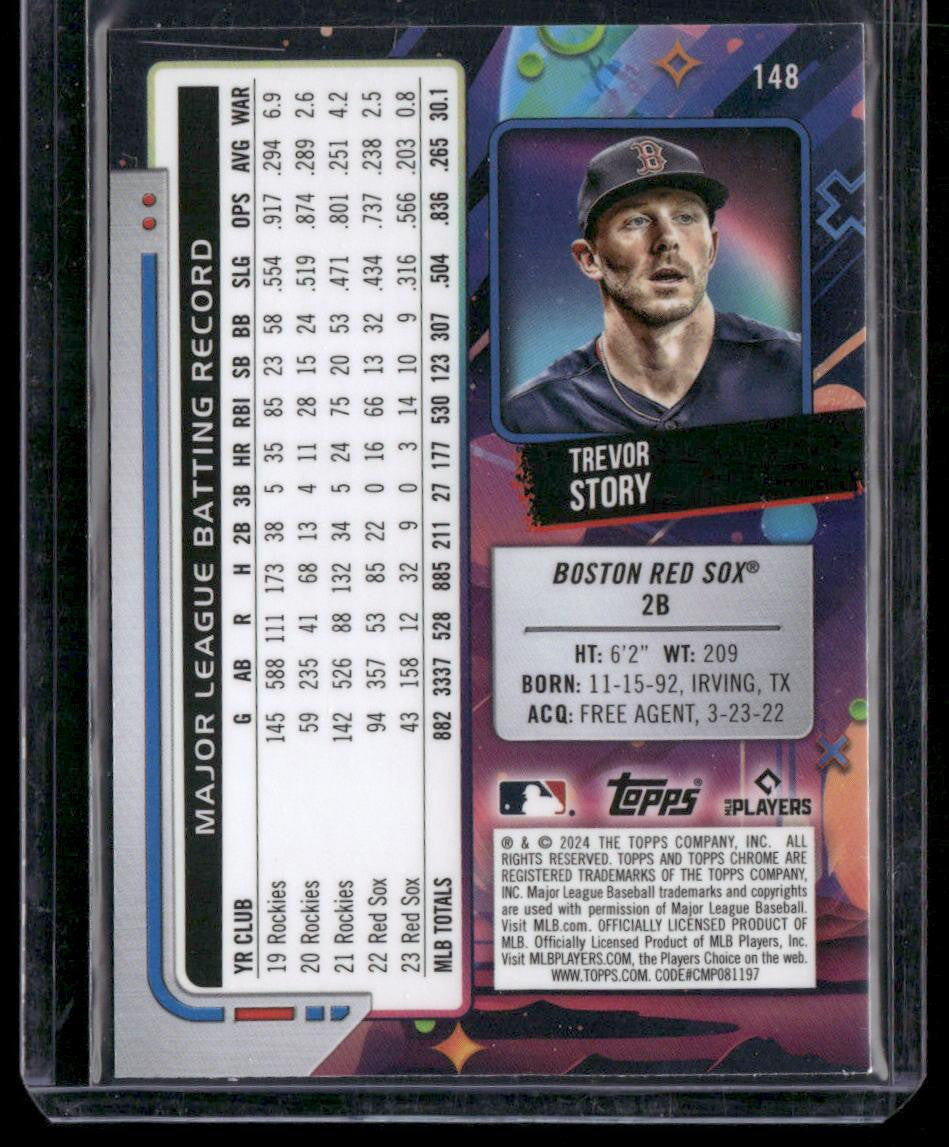 148
B
TREVOR
STORY
BOSTON RED SOX®
2B
HT: 6'2" WT: 209
BORN: 11-15-92, IRVING, TX
ACQ: FREE AGENT, 3-23-22
topps®
MLB PLAYERS
® & © 2024 THE TOPPS COMPANY, INC. ALL
RIGHTS RESERVED. TOPPS AND TOPPS CHROME ARE
REGISTERED TRADEMARKS OF THE TOPPS COMPANY,
INC. Major League Baseball trademarks and copyrights
are used with permission of Major League Baseball.
Visit MLB.com. OFFICIALLY LICENSED PRODUCT OF
MLB. Officially Licensed Product of MLB Players, Inc.
Visit MLBPLAYERS.COM, the Players Choice on the web.
WWW.TOPPS.COM. CODE#CMP081197
MAJOR LEAGUE BATTING RECORD
YR CLUB G AB R H 2B 3B HR RBI SB BB SLG OPS AVG WAR
19 Rockies 145 588 111 173 38 5 35 85 23 58 .554 .917 .294 6.9
20 Rockies 59 235 41 68 13 4 11 28 15 24 .519 .874 .289 2.6
21 Rockies 142 526 88 132 34 5 24 75 20 53 .471 .801 .251 4.2
22 Red Sox 94 357 53 85 22 0 16 66 13 32 .434 .737 .238 2.5
23 Red Sox 43 158 12 32 9 0 3 14 10 9 .316 .566 .203 0.8
MLB TOTALS 882 3337 528 885 211 27 177 530 123 307 .504 .836 .265 30.1